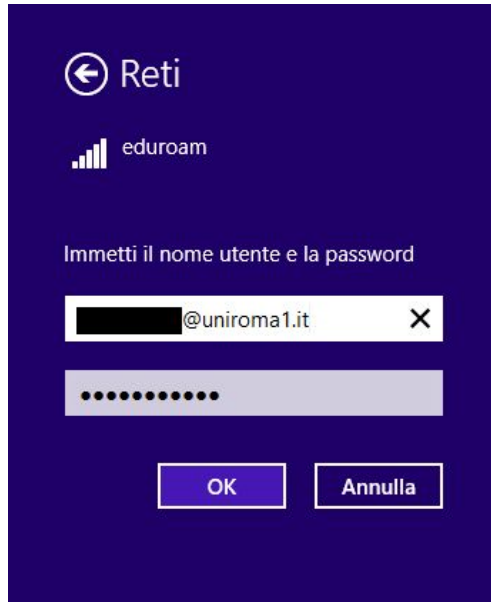 Reti
eduroam
Immetti il nome utente e la password
@uniroma1.it
OK Annulla